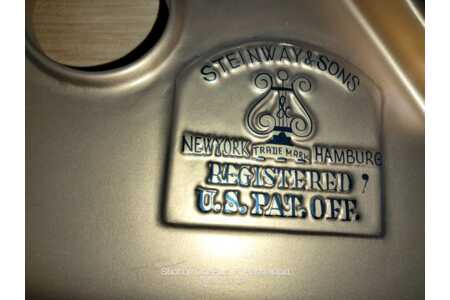 STEINWAY & SONS
&
NEW YORK TRADE MARK HAMBURG
REGISTERED,
U.S. PAT. OFF.